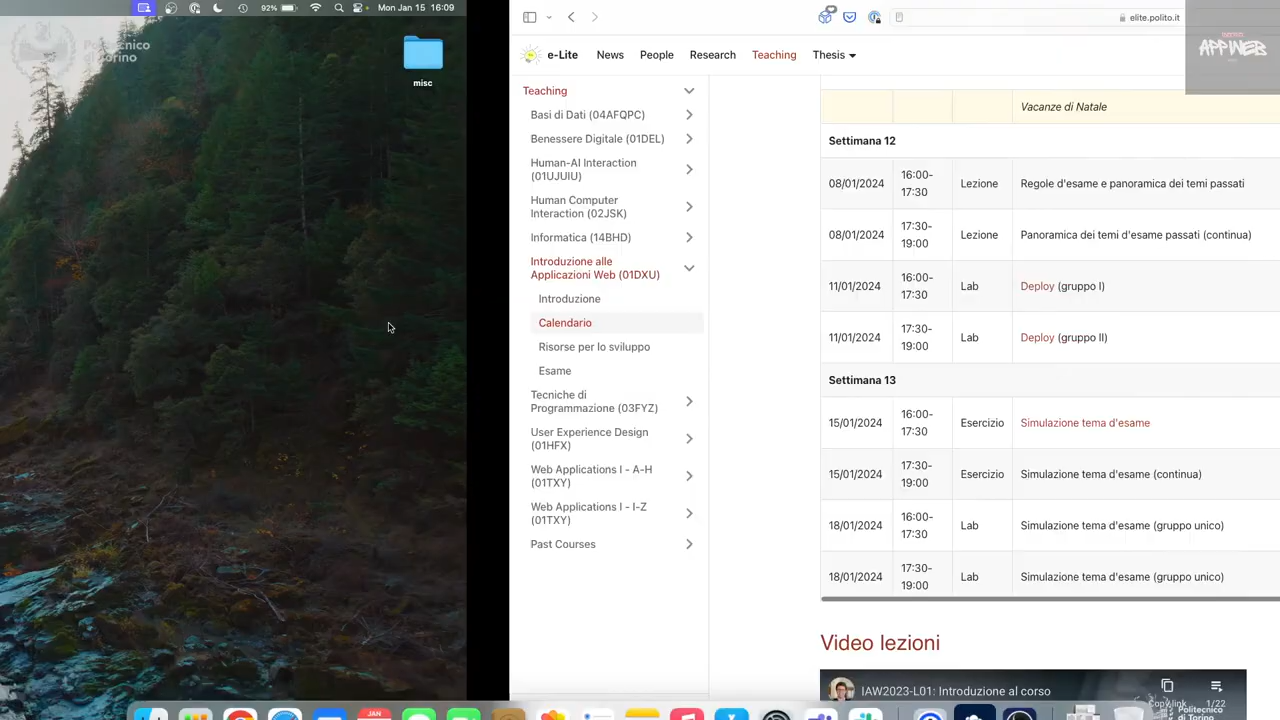 92%
Mon Jan 15 16:09
Politecnico
di Torino
misc
elite.polito.it
APPWEB
e-Lite
News
People
Research
Teaching
Thesis
Teaching
Basi di Dati (04AFQPC)
Benessere Digitale (01DEL)
Human-AI Interaction
(01UJUIU)
Human Computer
Interaction (02JSK)
Informatica (14BHD)
Introduzione alle
Applicazioni Web (01DXU)
Introduzione
Calendario
Risorse per lo sviluppo
Esame
Tecniche di
Programmazione (03FYZ)
User Experience Design
(01HFX)
Web Applications I - A-H
(01TXY)
Web Applications I - I-Z
(01TXY)
Past Courses
Vacanze di Natale
Settimana 12
08/01/2024 16:00-17:30 Lezione Regole d'esame e panoramica dei temi passati
08/01/2024 17:30-19:00 Lezione Panoramica dei temi d'esame passati (continua)
11/01/2024 16:00-17:30 Lab Deploy (gruppo I)
11/01/2024 17:30-19:00 Lab Deploy (gruppo II)
Settimana 13
15/01/2024 16:00-17:30 Esercizio Simulazione tema d'esame
15/01/2024 17:30-19:00 Esercizio Simulazione tema d'esame (continua)
18/01/2024 16:00-17:30 Lab Simulazione tema d'esame (gruppo unico)
18/01/2024 17:30-19:00 Lab Simulazione tema d'esame (gruppo unico)
Video lezioni
IAW2023-L01: Introduzione al corso
Copy link
1/22
Politecnico
di Torino
JAN